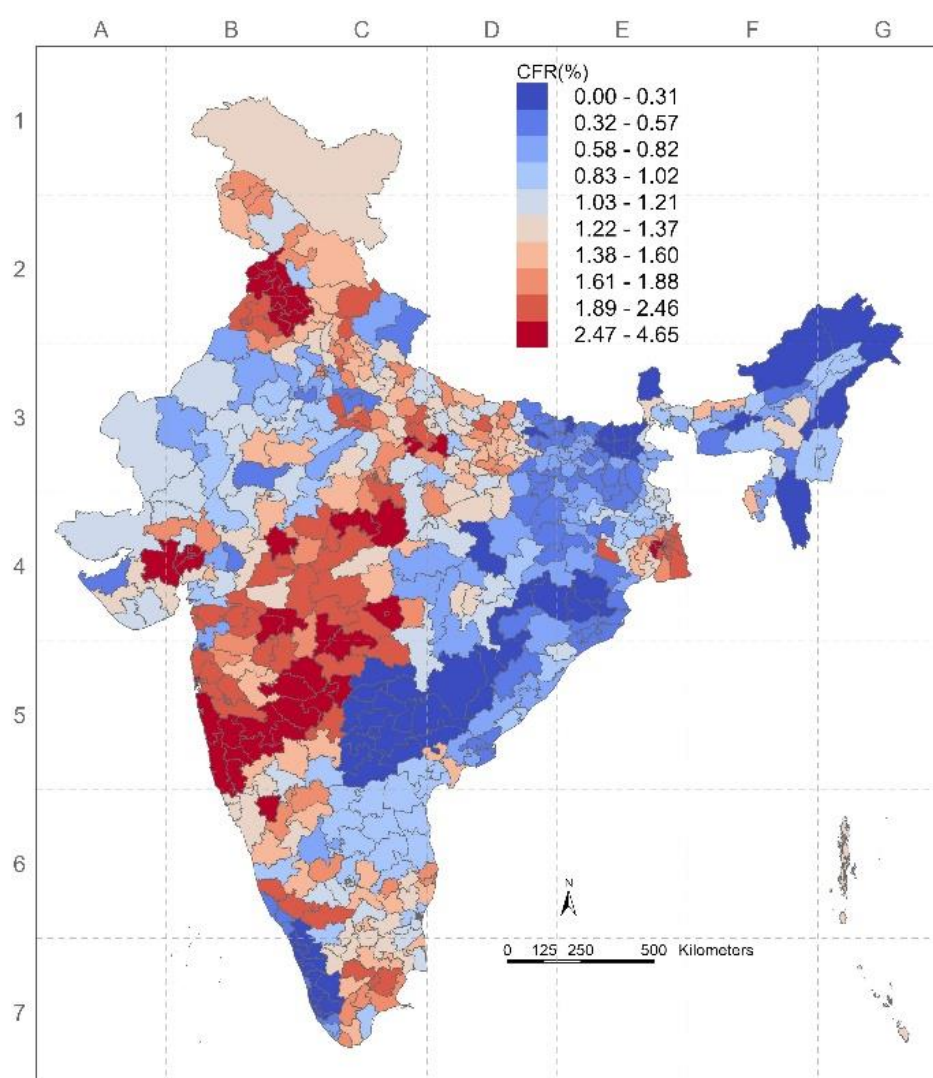 A B C D E F G
CFR(%)
0.00 - 0.31
0.32 - 0.57
0.58 - 0.82
0.83 - 1.02
1.03 - 1.21
1.22 - 1.37
1.38 - 1.60
1.61 - 1.88
1.89 - 2.46
2.47 - 4.65
1
2
3
4
5
6
7
N
0 125 250 500 Kilometers